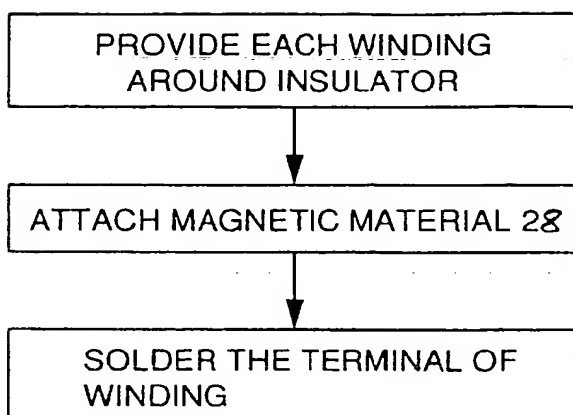 PROVIDE EACH WINDING
AROUND INSULATOR
ATTACH MAGNETIC MATERIAL 28
SOLDER THE TERMINAL OF
WINDING